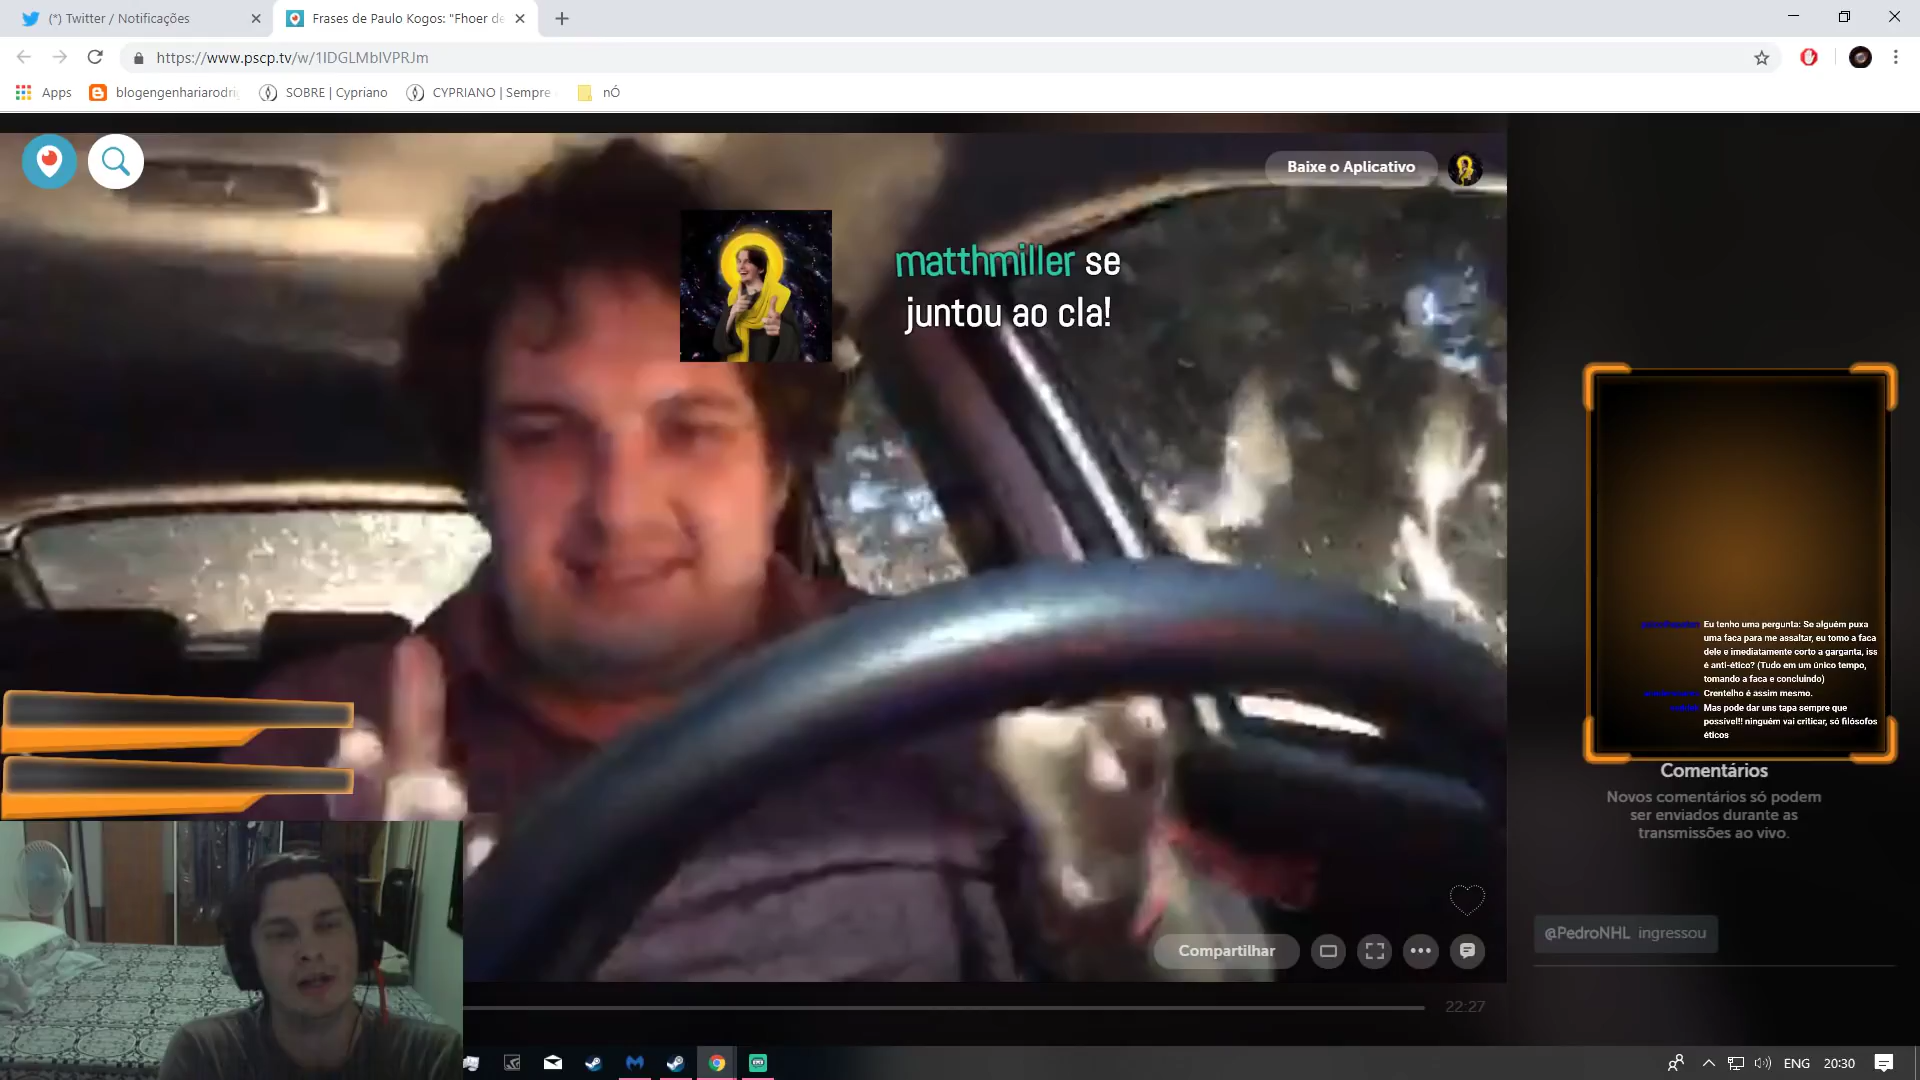 (*) Twitter / Notificações
Frases de Paulo Kogos: "Fhoer de
https://www.pscp.tv/w/1IDGLMbIVPRJm
Apps
blogengenhariarodrig
SOBRE | Cypriano
CYPRIANO | Sempre
nÓ
Baixe o Aplicativo
matthmiller se
juntou ao cla!
Eu tenho uma pergunta: Se alguém puxa
uma faca para me assaltar, eu tomo a faca
dele e imediatamente corto a garganta, iss
é anti-ético? (Tudo em um único tempo,
tomando a faca e concluindo)
Crentelho é assim mesmo.
Mas pode dar uns tapa sempre que
possivel!! ninguém vai criticar, só filósofos
éticos
Comentários
Novos comentários só podem
ser enviados durante as
transmissões ao vivo.
@PedroNHL ingressou
Compartilhar
22:27
ENG
20:30